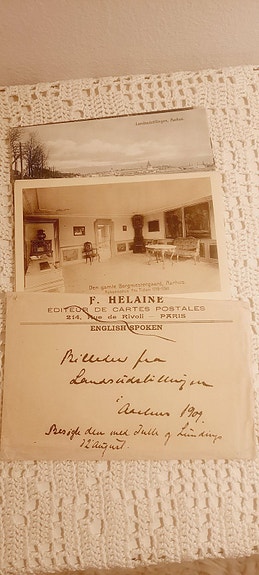 Landsudstillingen, Aarhus.
Den gamle Borgmestergaard, Aarhus.
F. HELAINE
EDITEUR DE CARTES POSTALES
214, Rue de Rivoli — PARIS
ENGLISH SPOKEN
Billeder fra
Landsudstillingen
Aarhus 1909
Besøgte den med
12 August.